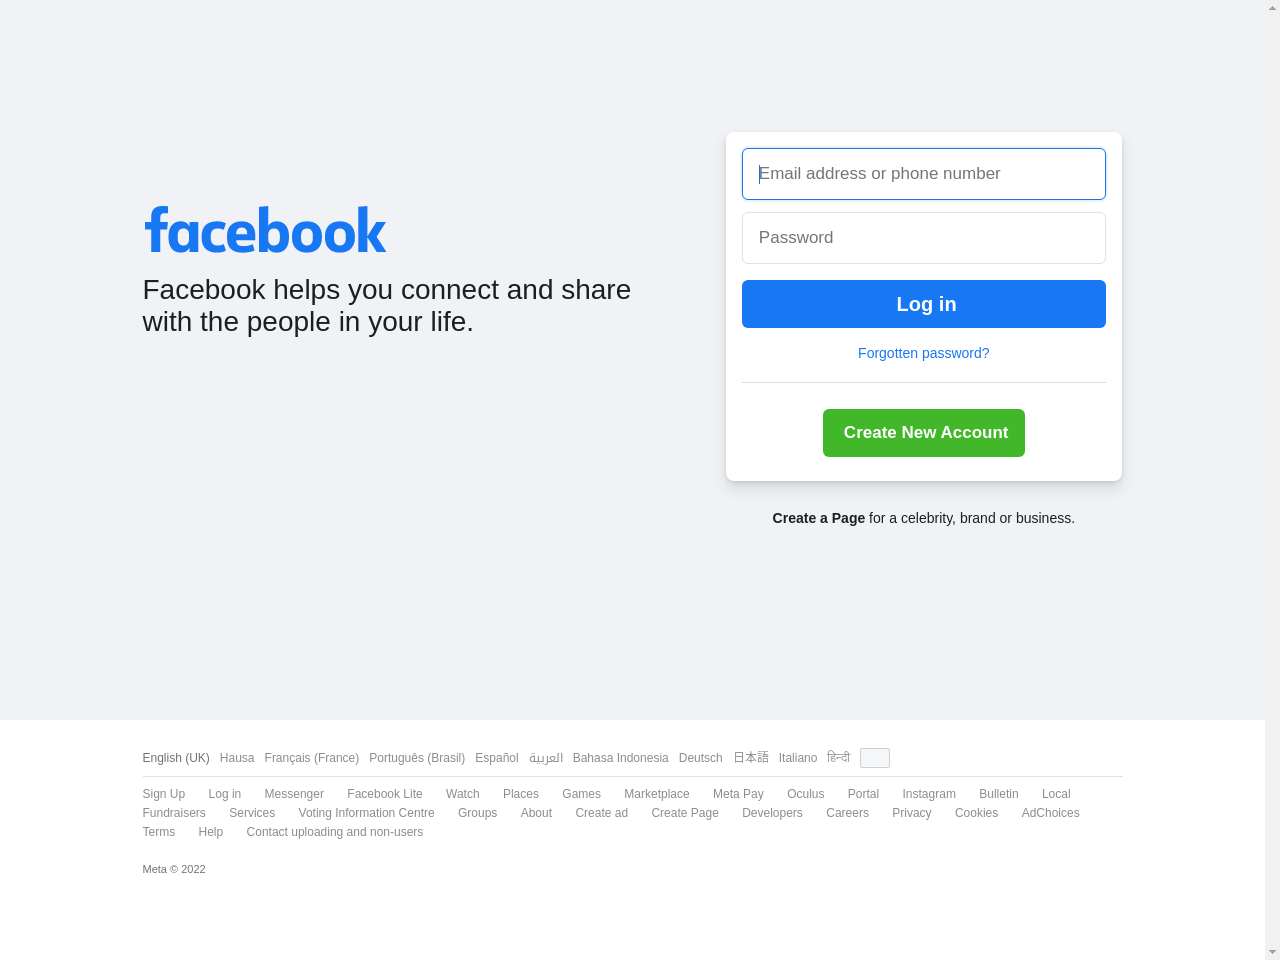 facebook
Facebook helps you connect and share
with the people in your life.
Email address or phone number
Password
Log in
Forgotten password?
Create New Account
Create a Page for a celebrity, brand or business.
English (UK) Hausa Français (France) Português (Brasil) Español العربية Bahasa Indonesia Deutsch 日本語 Italiano हिन्दी
Sign Up Log in Messenger Facebook Lite Watch Places Games Marketplace Meta Pay Oculus Portal Instagram Bulletin Local
Fundraisers Services Voting Information Centre Groups About Create ad Create Page Developers Careers Privacy Cookies AdChoices
Terms Help Contact uploading and non-users
Meta © 2022